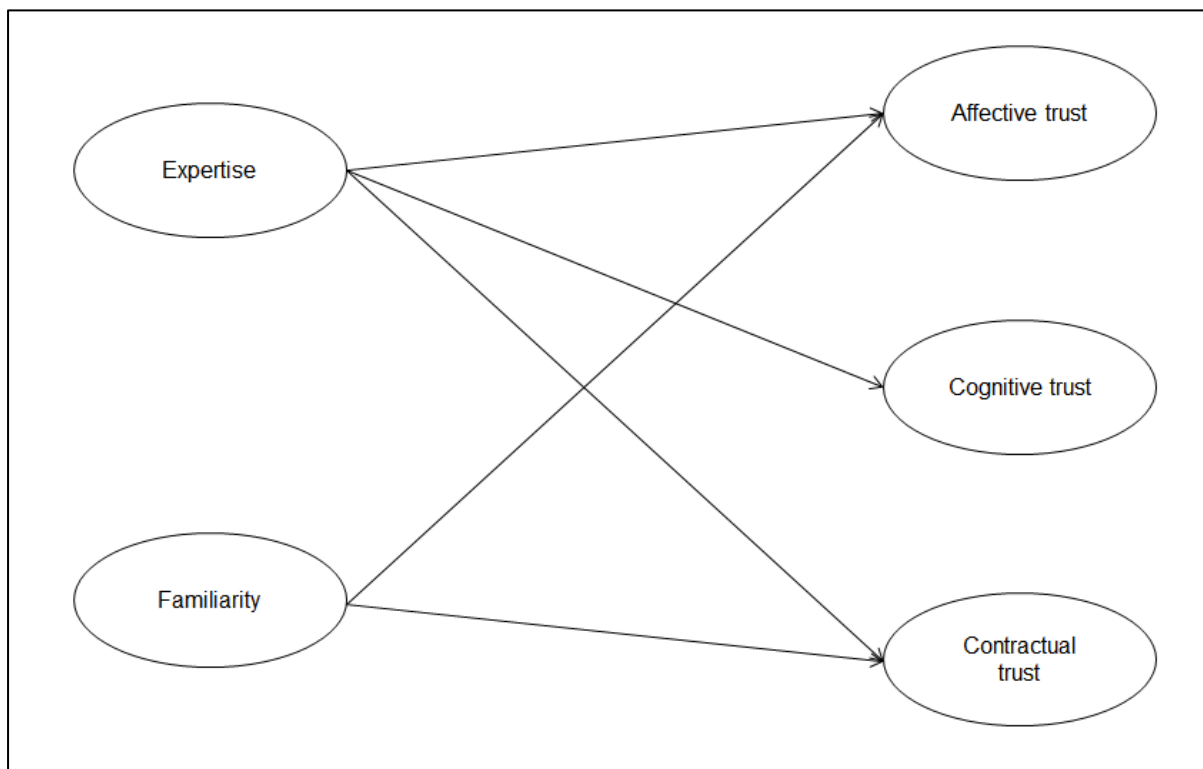 Affective trust
Expertise
Cognitive trust
Familiarity
Contractual
trust